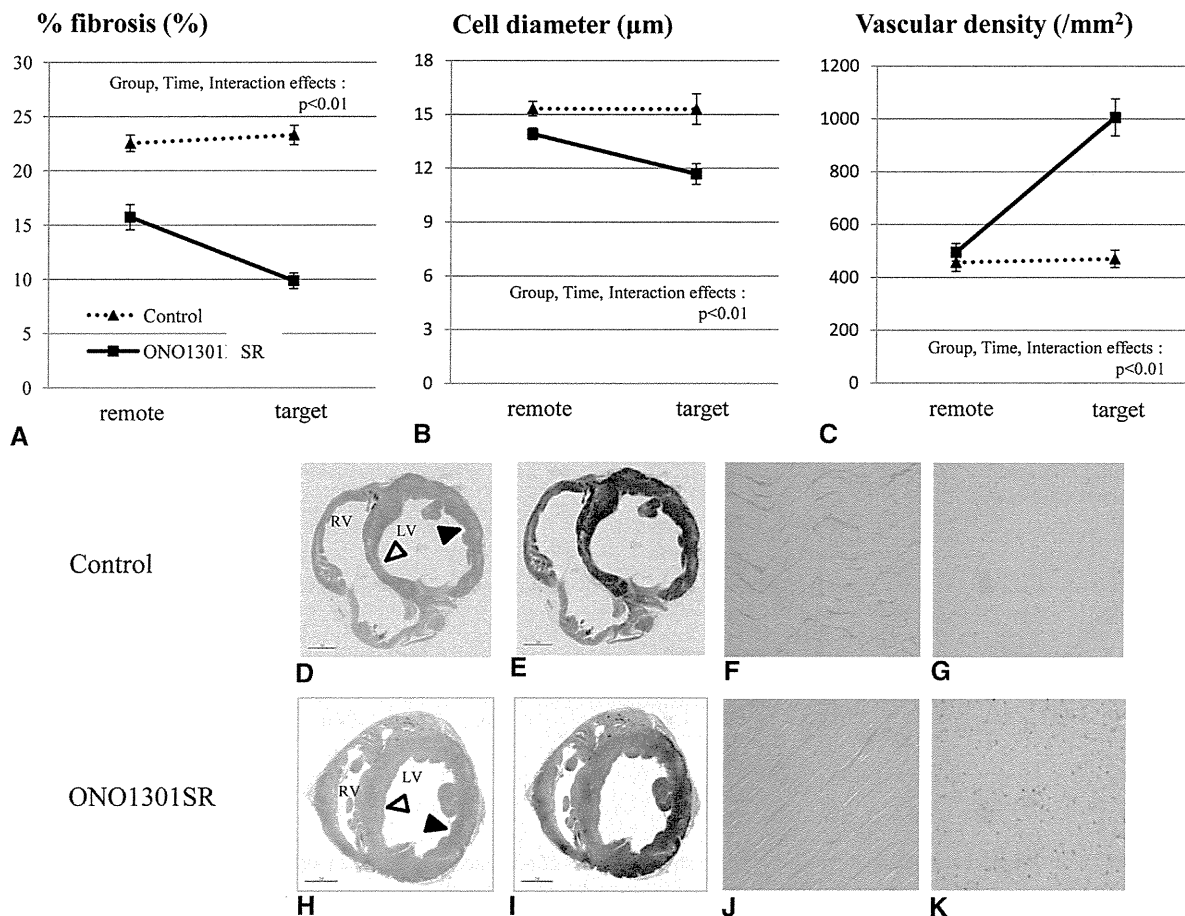 % fibrosis (%)
30
25
20
15
10
5
0
Group, Time, Interaction effects :
p<0.01
Control
ONO1301 SR
remote
target
A
Cell diameter (µm)
18
15
12
9
6
3
0
Group, Time, Interaction effects :
p<0.01
remote
target
B
Vascular density (/mm²)
1200
1000
800
600
400
200
0
Group, Time, Interaction effects :
p<0.01
remote
target
C
Control
RV
LV
D
E
F
G
ONO1301SR
RV
LV
H
I
J
K